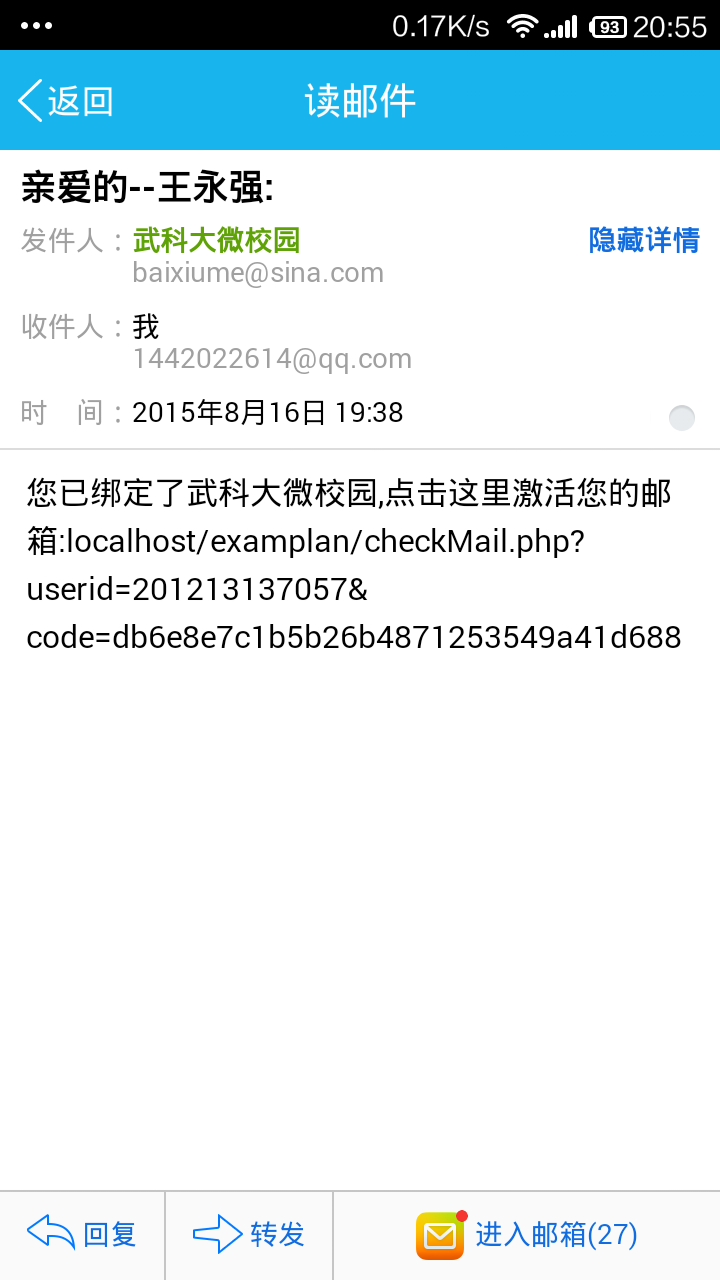 0.17K/s 93 20:55
返回 读邮件
亲爱的--王永强:
发件人：武科大微校园 隐藏详情
baixiume@sina.com
收件人：我
1442022614@qq.com
时 间：2015年8月16日 19:38
您已绑定了武科大微校园,点击这里激活您的邮
箱:localhost/examplan/checkMail.php?
userid=201213137057&
code=db6e8e7c1b5b26b4871253549a41d688
回复 转发 进入邮箱(27)